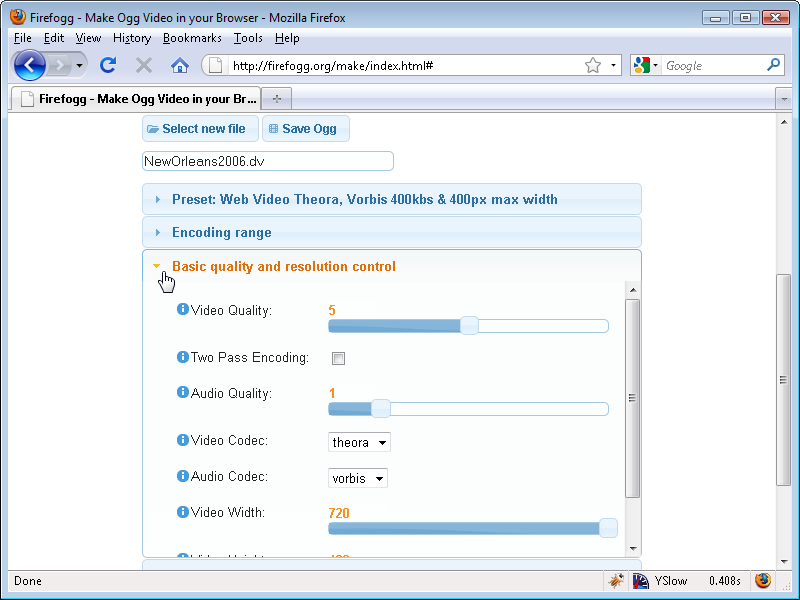 Firefogg - Make Ogg Video in your Browser - Mozilla Firefox
File Edit View History Bookmarks Tools Help
http://firefogg.org/make/index.html# Google
Firefogg - Make Ogg Video in your Br...
Select new file Save Ogg
NewOrleans2006.dv
Preset: Web Video Theora, Vorbis 400kbs & 400px max width
Encoding range
Basic quality and resolution control
Video Quality: 5
Two Pass Encoding:
Audio Quality: 1
Video Codec: theora
Audio Codec: vorbis
Video Width: 720
Done YSlow 0.408s